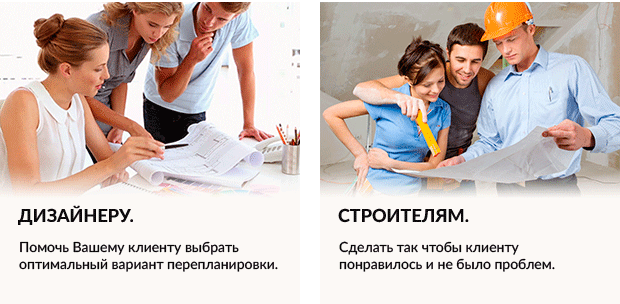 ДИЗАЙНЕРУ.
Помочь Вашему клиенту выбрать
оптимальный вариант перепланировки.
СТРОИТЕЛЯМ.
Сделать так чтобы клиенту
понравилось и не было проблем.